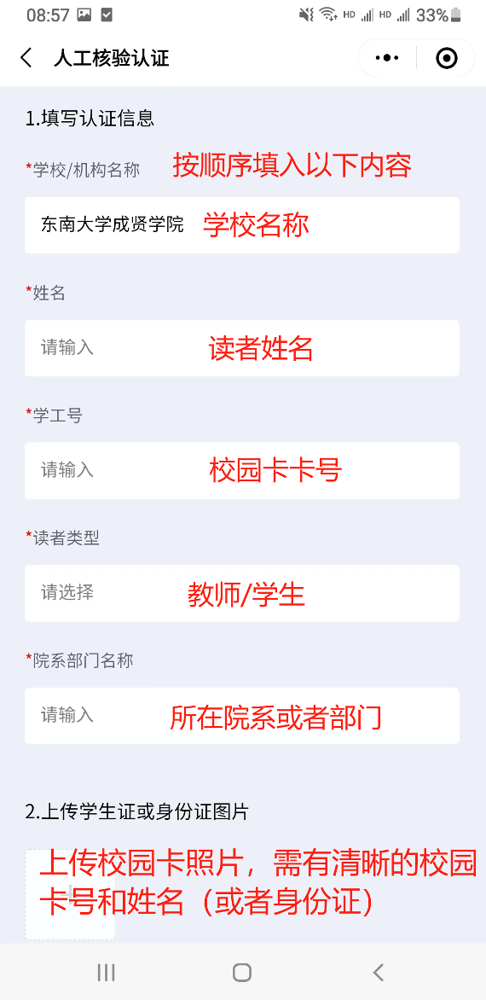 08:57 HD HD 33%
人工核验认证
1.填写认证信息
*学校/机构名称 按顺序填入以下内容
东南大学成贤学院 学校名称
*姓名
请输入 读者姓名
*学工号
请输入 校园卡卡号
*读者类型
请选择 教师/学生
*院系部门名称
请输入 所在院系或者部门
2.上传学生证或身份证图片
上传校园卡照片，需有清晰的校园
卡号和姓名（或者身份证）